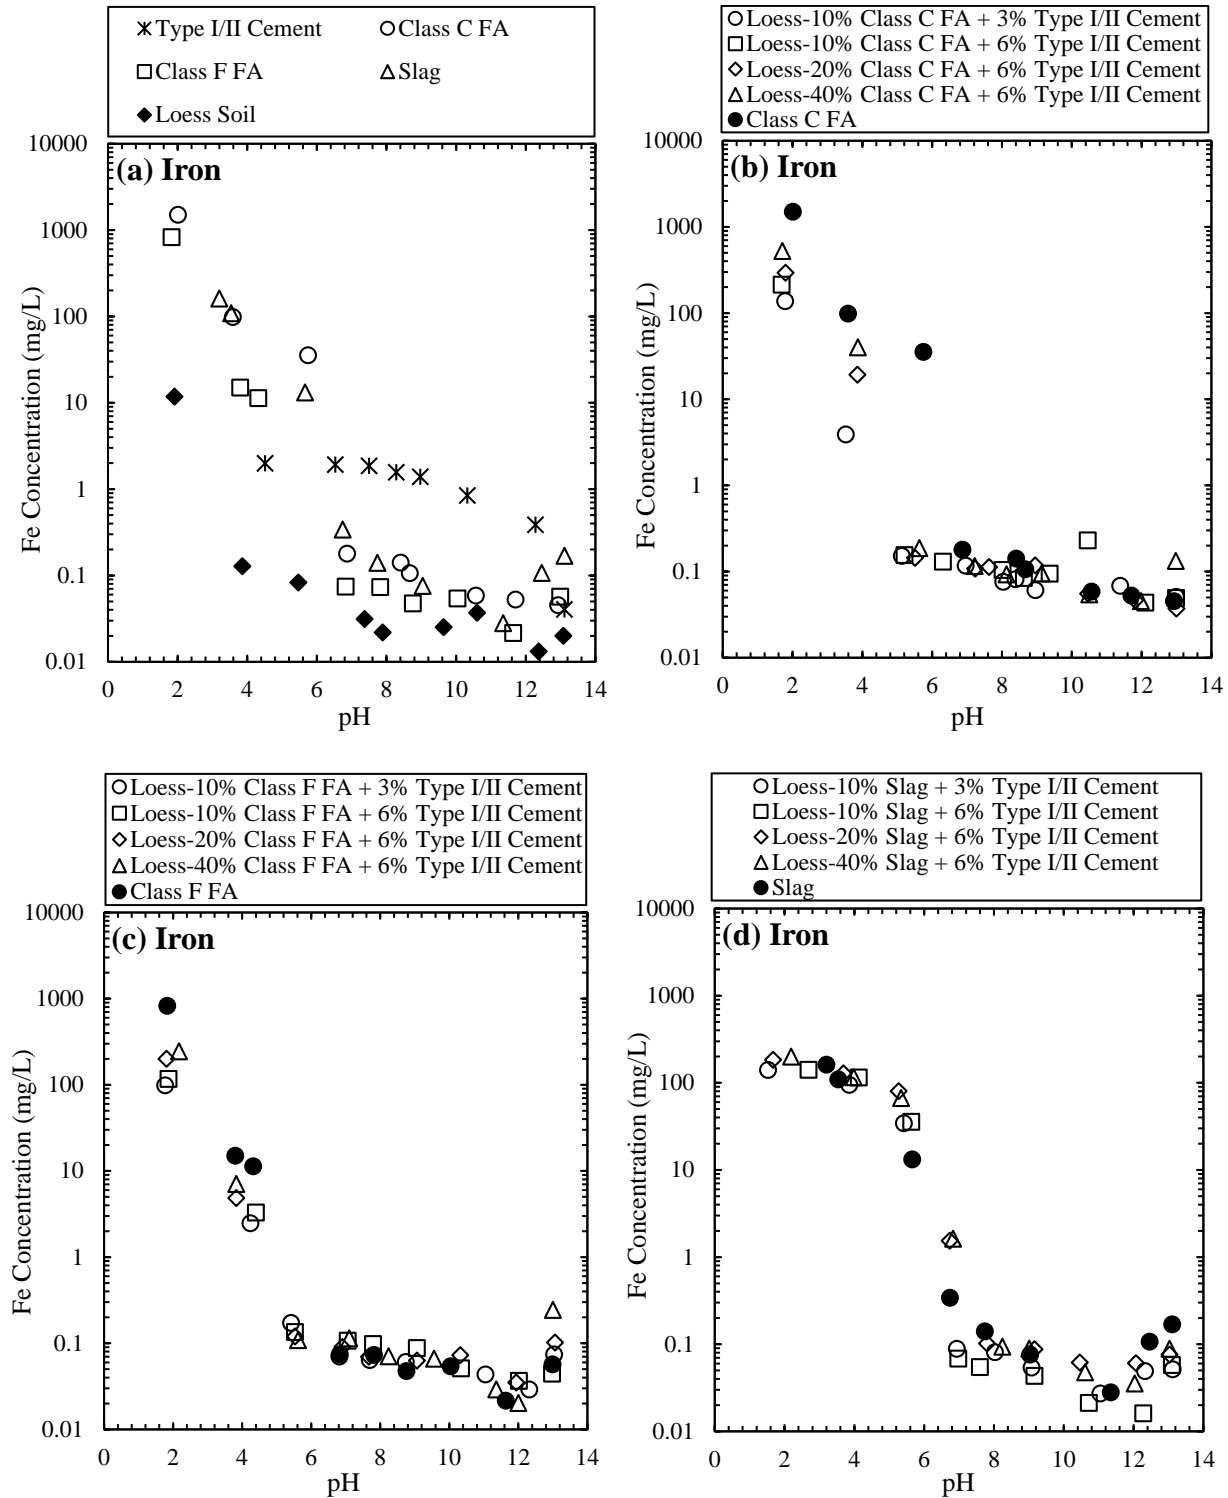 Type I/II Cement
Class C FA
Class F FA
Slag
Loess Soil
(a) Iron
Fe Concentration (mg/L)
10000
1000
100
10
1
0.1
0.01
0 2 4 6 8 10 12 14
pH
Loess-10% Class C FA + 3% Type I/II Cement
Loess-10% Class C FA + 6% Type I/II Cement
Loess-20% Class C FA + 6% Type I/II Cement
Loess-40% Class C FA + 6% Type I/II Cement
Class C FA
(b) Iron
Fe Concentration (mg/L)
10000
1000
100
10
1
0.1
0.01
0 2 4 6 8 10 12 14
pH
Loess-10% Class F FA + 3% Type I/II Cement
Loess-10% Class F FA + 6% Type I/II Cement
Loess-20% Class F FA + 6% Type I/II Cement
Loess-40% Class F FA + 6% Type I/II Cement
Class F FA
(c) Iron
Fe Concentration (mg/L)
10000
1000
100
10
1
0.1
0.01
0 2 4 6 8 10 12 14
pH
Loess-10% Slag + 3% Type I/II Cement
Loess-10% Slag + 6% Type I/II Cement
Loess-20% Slag + 6% Type I/II Cement
Loess-40% Slag + 6% Type I/II Cement
Slag
(d) Iron
Fe Concentration (mg/L)
10000
1000
100
10
1
0.1
0.01
0 2 4 6 8 10 12 14
pH